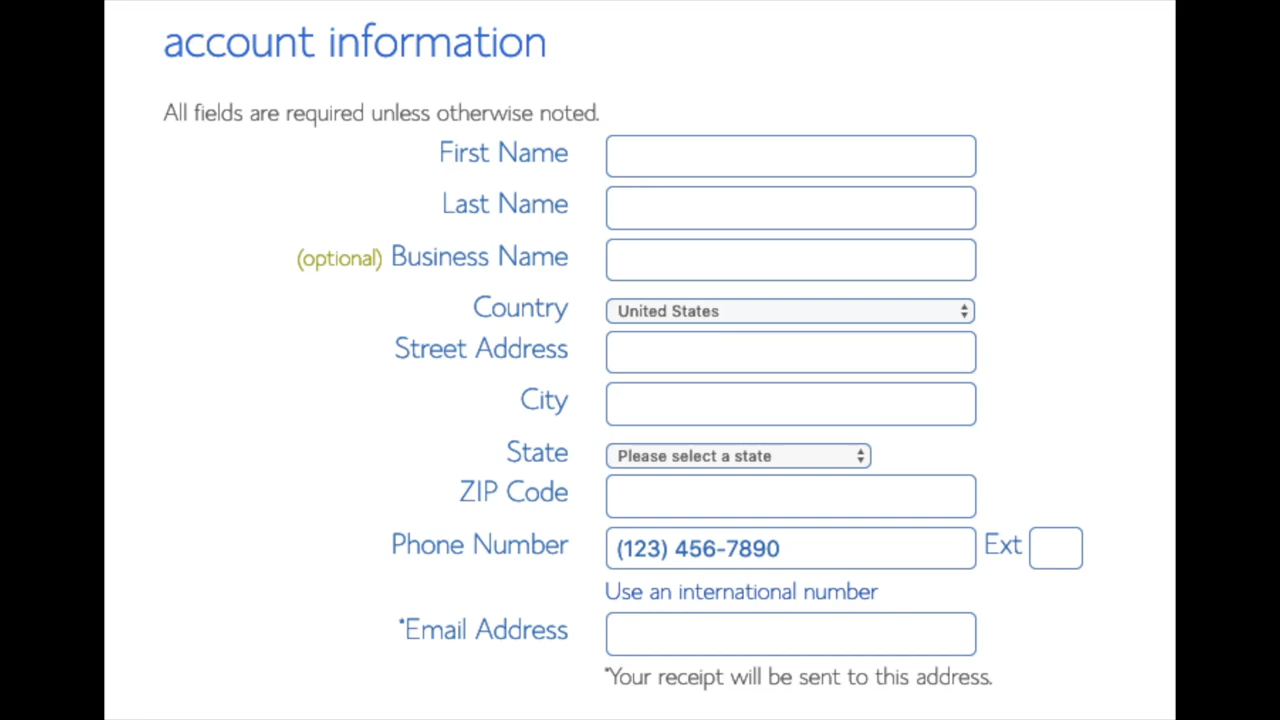 account information
All fields are required unless otherwise noted.
First Name
Last Name
(optional) Business Name
Country United States
Street Address
City
State Please select a state
ZIP Code
Phone Number (123) 456-7890 Ext
Use an international number
*Email Address
*Your receipt will be sent to this address.